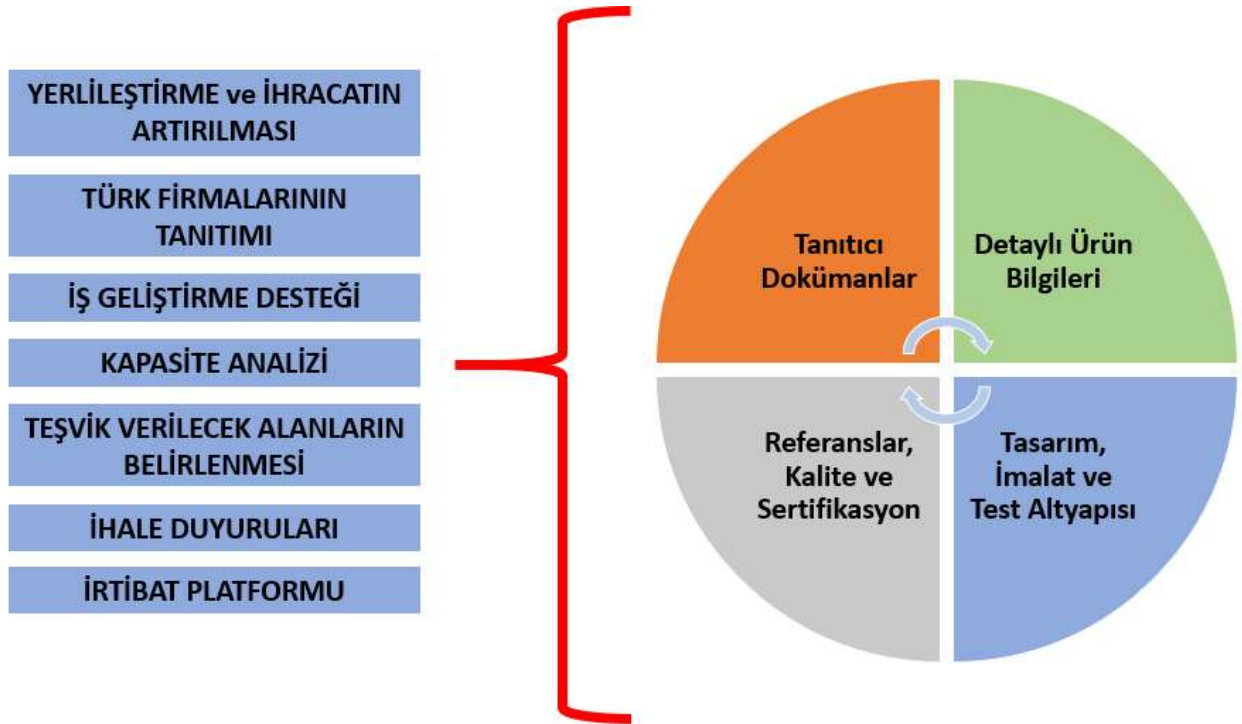 YERLİLEŞTİRME ve İHRACATIN
ARTIRILMASI
TÜRK FİRMALARININ
TANITIMI
İŞ GELİŞTİRME DESTEĞİ
KAPASİTE ANALİZİ
TEŞVİK VERİLECEK ALANLARIN
BELİRLENMESİ
İHALE DUYURULARI
İRTİBAT PLATFORMU
Tanıtıcı
Dokümanlar
Detaylı Ürün
Bilgileri
Referanslar,
Kalite ve
Sertifikasyon
Tasarım,
İmalat ve
Test Altyapısı